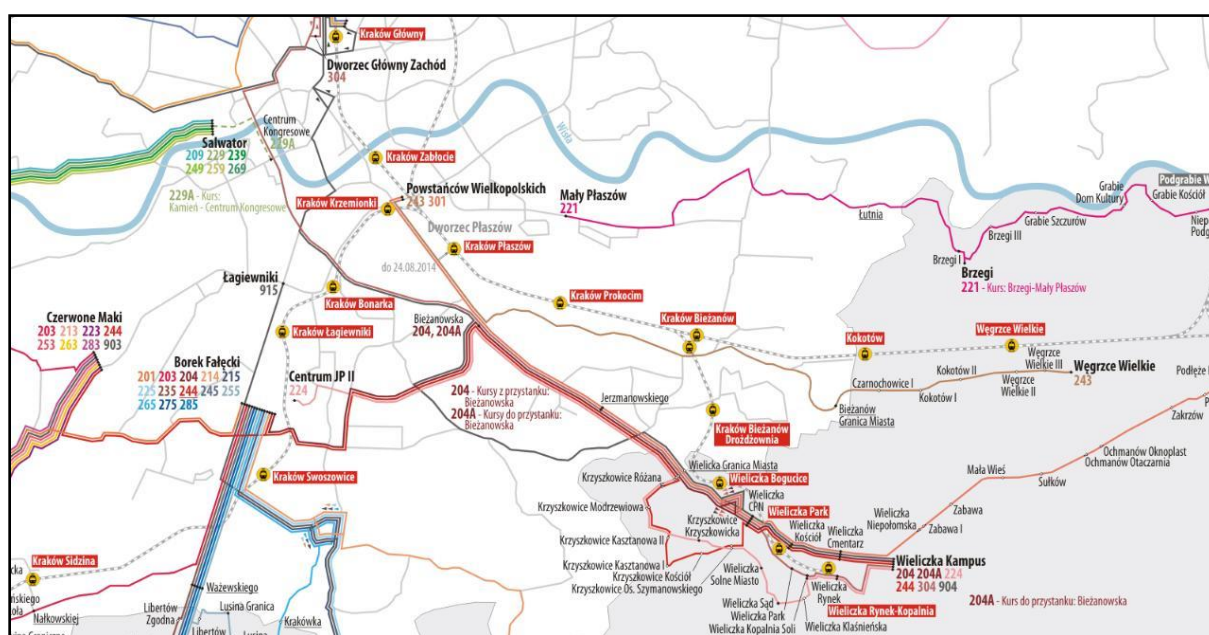 Kraków Główny
Dworzec Główny Zachód
304
Centrum
Kongresowe
229A
Salwator
209 229 239
249 259 269
229A - Kurs:
Kamień - Centrum Kongresowe
Wisła
Kraków Zabłocie
Powstańców Wielkopolskich
243 301
Kraków Krzemionki
Dworzec Płaszów
Kraków Płaszów
do 24.08.2014
Mały Płaszów
221
Łutnia
Grabie
Dom Kultury
Podgrabie W
Grabie Kościół
Grabie Szczurów
Niep
Podg
Brzegi III
Brzegi I
Brzegi
221 - Kurs: Brzegi-Mały Płaszów
Łagiewniki
915
Kraków Bonarka
Kraków Prokocim
Kraków Bieżanów
Kokotów
Węgrzce Wielkie
Czerwone Maki
203 213 223 244
253 263 283 903
Kraków Łagiewniki
Bieżanowska
204, 204A
Borek Fałęcki
201 203 204 214 215
225 235 244 245 255
265 275 285
Centrum JP II
224
204 - Kursy z przystanku:
Bieżanowska
204A - Kursy do przystanku:
Bieżanowska
Jerzmanowskiego
Czarnochowice I
Kokotów II
Kokotów I
Węgrzce
Wielkie III
Węgrzce
Wielkie II
Węgrzce Wielkie
243
Podłęże
Bieżanów
Granica Miasta
Zakrzów
Kraków Bieżanów
Drożdżownia
Kraków Swoszowice
Wielicka Granica Miasta
Wieliczka Bogucice
Ochmanów Oknoplast
Ochmanów Otaczarnia
Mała Wieś
Sułków
Krzyszkowice Różana
Krzyszkowice Modrzewiowa
Wieliczka
CPN
Wieliczka Park
Wieliczka
Kościół
Wieliczka
Cmentarz
Wieliczka
Niepołomska
Zabawa
Zabawa I
Krzyszkowice
Krzyszkowicka
Krzyszkowice Kasztanowa II
Krzyszkowice Kasztanowa I
Krzyszkowice Kościół
Krzyszkowice Os. Szymanowskiego
Wieliczka
Solne Miasto
Wieliczka Kampus
204 204A 224
244 304 904
204A - Kurs do przystanku: Bieżanowska
Kraków Sidzina
Ważewskiego
Wieliczka
Rynek
Wieliczka Rynek-Kopalnia
Wieliczka Sąd
Wieliczka Park
Wieliczka Kopalnia Soli
Wieliczka Klaśnieńska
Nałkowskiej
Libertów
Zgodna
Lusina Granica
Krakówka
Libertów
Lusina